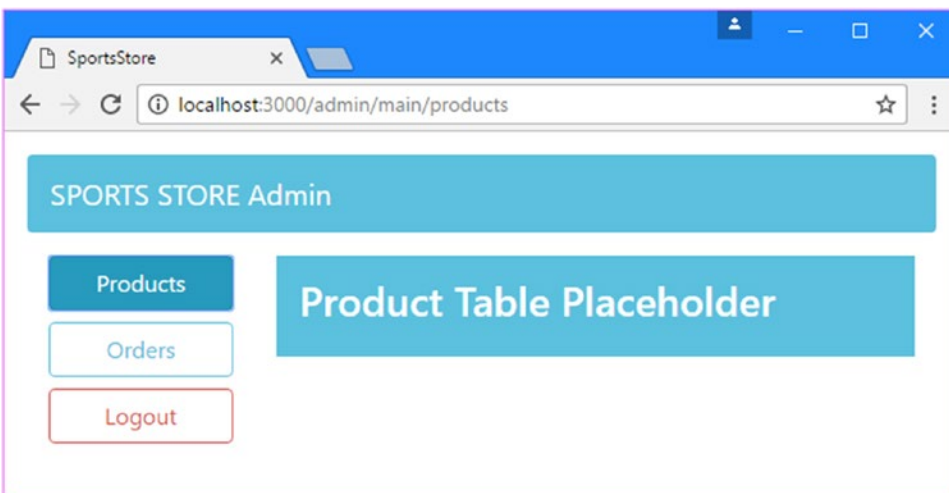 SportsStore
localhost:3000/admin/main/products
SPORTS STORE Admin
Products
Product Table Placeholder
Orders
Logout